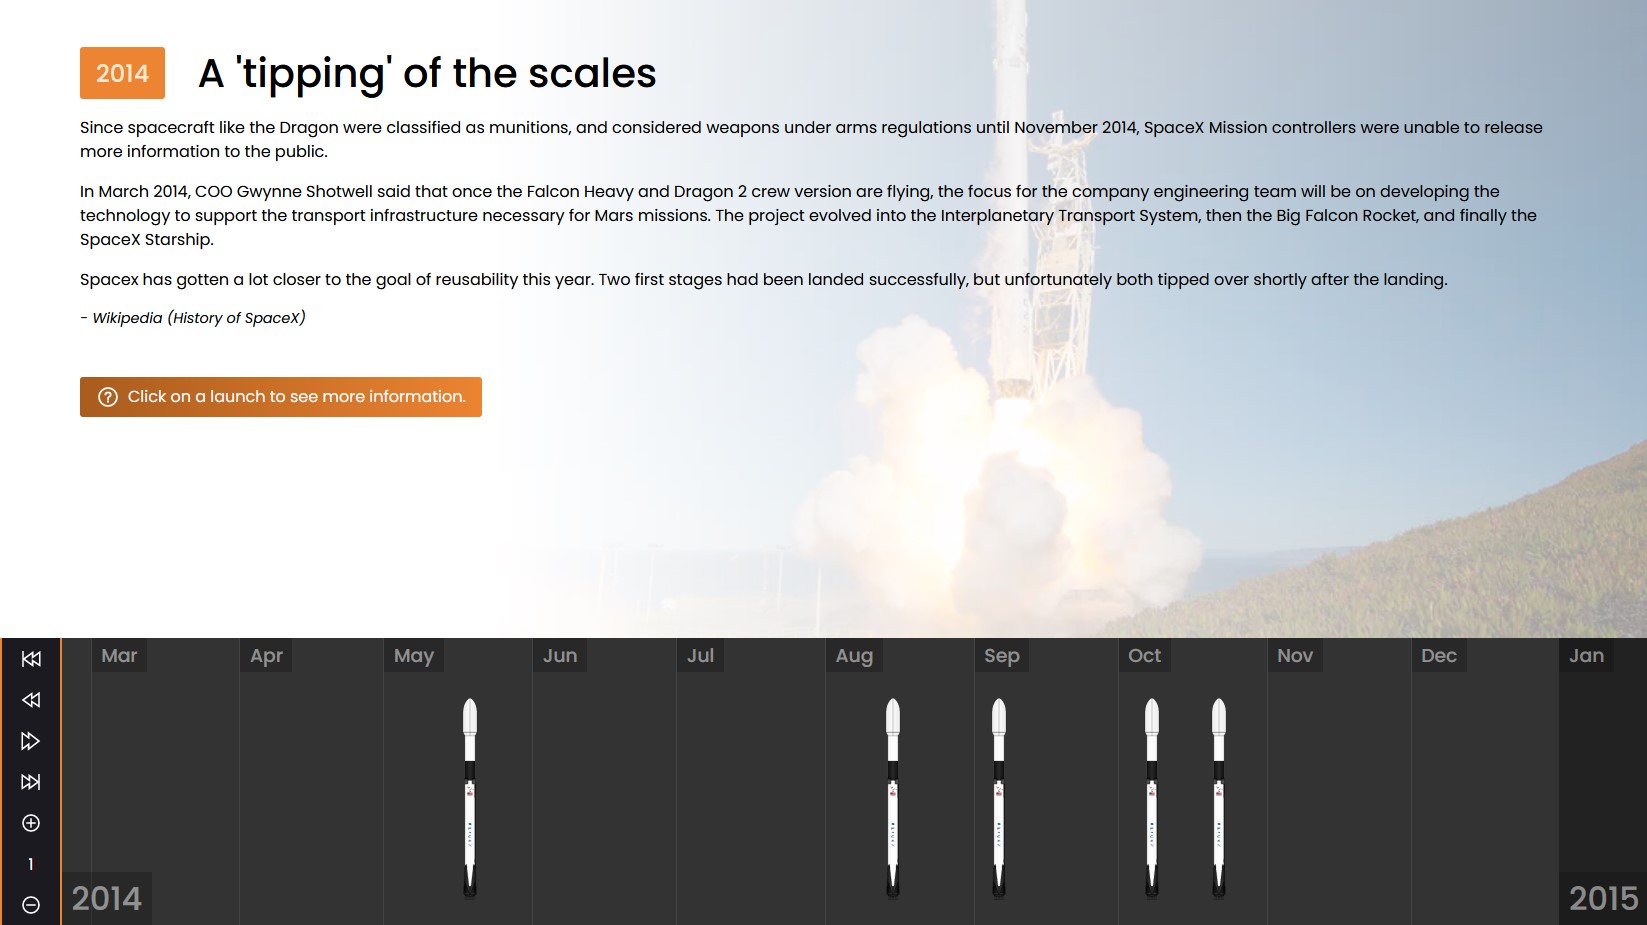 2014
A 'tipping' of the scales
Since spacecraft like the Dragon were classified as munitions, and considered weapons under arms regulations until November 2014, SpaceX Mission controllers were unable to release
more information to the public.
In March 2014, COO Gwynne Shotwell said that once the Falcon Heavy and Dragon 2 crew version are flying, the focus for the company engineering team will be on developing the
technology to support the transport infrastructure necessary for Mars missions. The project evolved into the Interplanetary Transport System, then the Big Falcon Rocket, and finally the
SpaceX Starship.
Spacex has gotten a lot closer to the goal of reusability this year. Two first stages had been landed successfully, but unfortunately both tipped over shortly after the landing.
- Wikipedia (History of SpaceX)
Click on a launch to see more information.
Mar Apr May Jun Jul Aug Sep Oct Nov Dec Jan
1
2014 2015